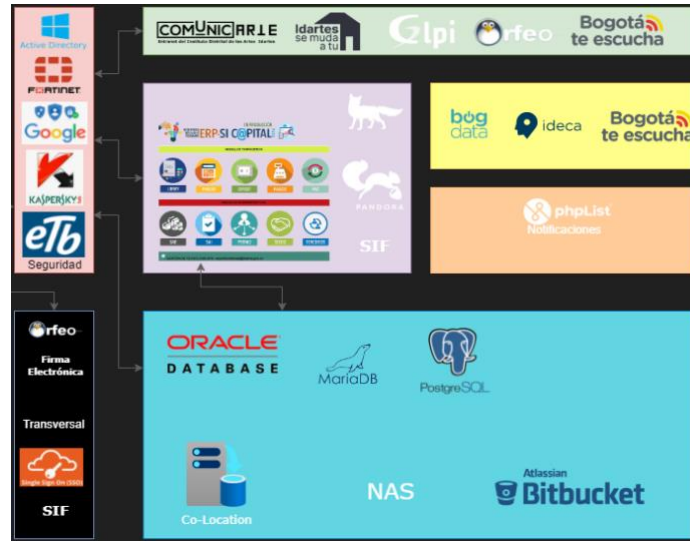 Active Directory
FORTINET
Google
KASPERSKY
eTb
Seguridad
COMUNICARTE
Idartes
se muda
a tu
Glpi
Orfeo
Bogotá
te escucha
ERP-SI C@PITAL
PANDORA
SIF
bog
data
ideca
Bogotá
te escucha
phpList
Notificaciones
Orfeo
Firma
Electrónica
Transversal
Single Sign On (SSO)
SIF
ORACLE
DATABASE
MariaDB
PostgreSQL
Co-Location
NAS
Atlassian
Bitbucket